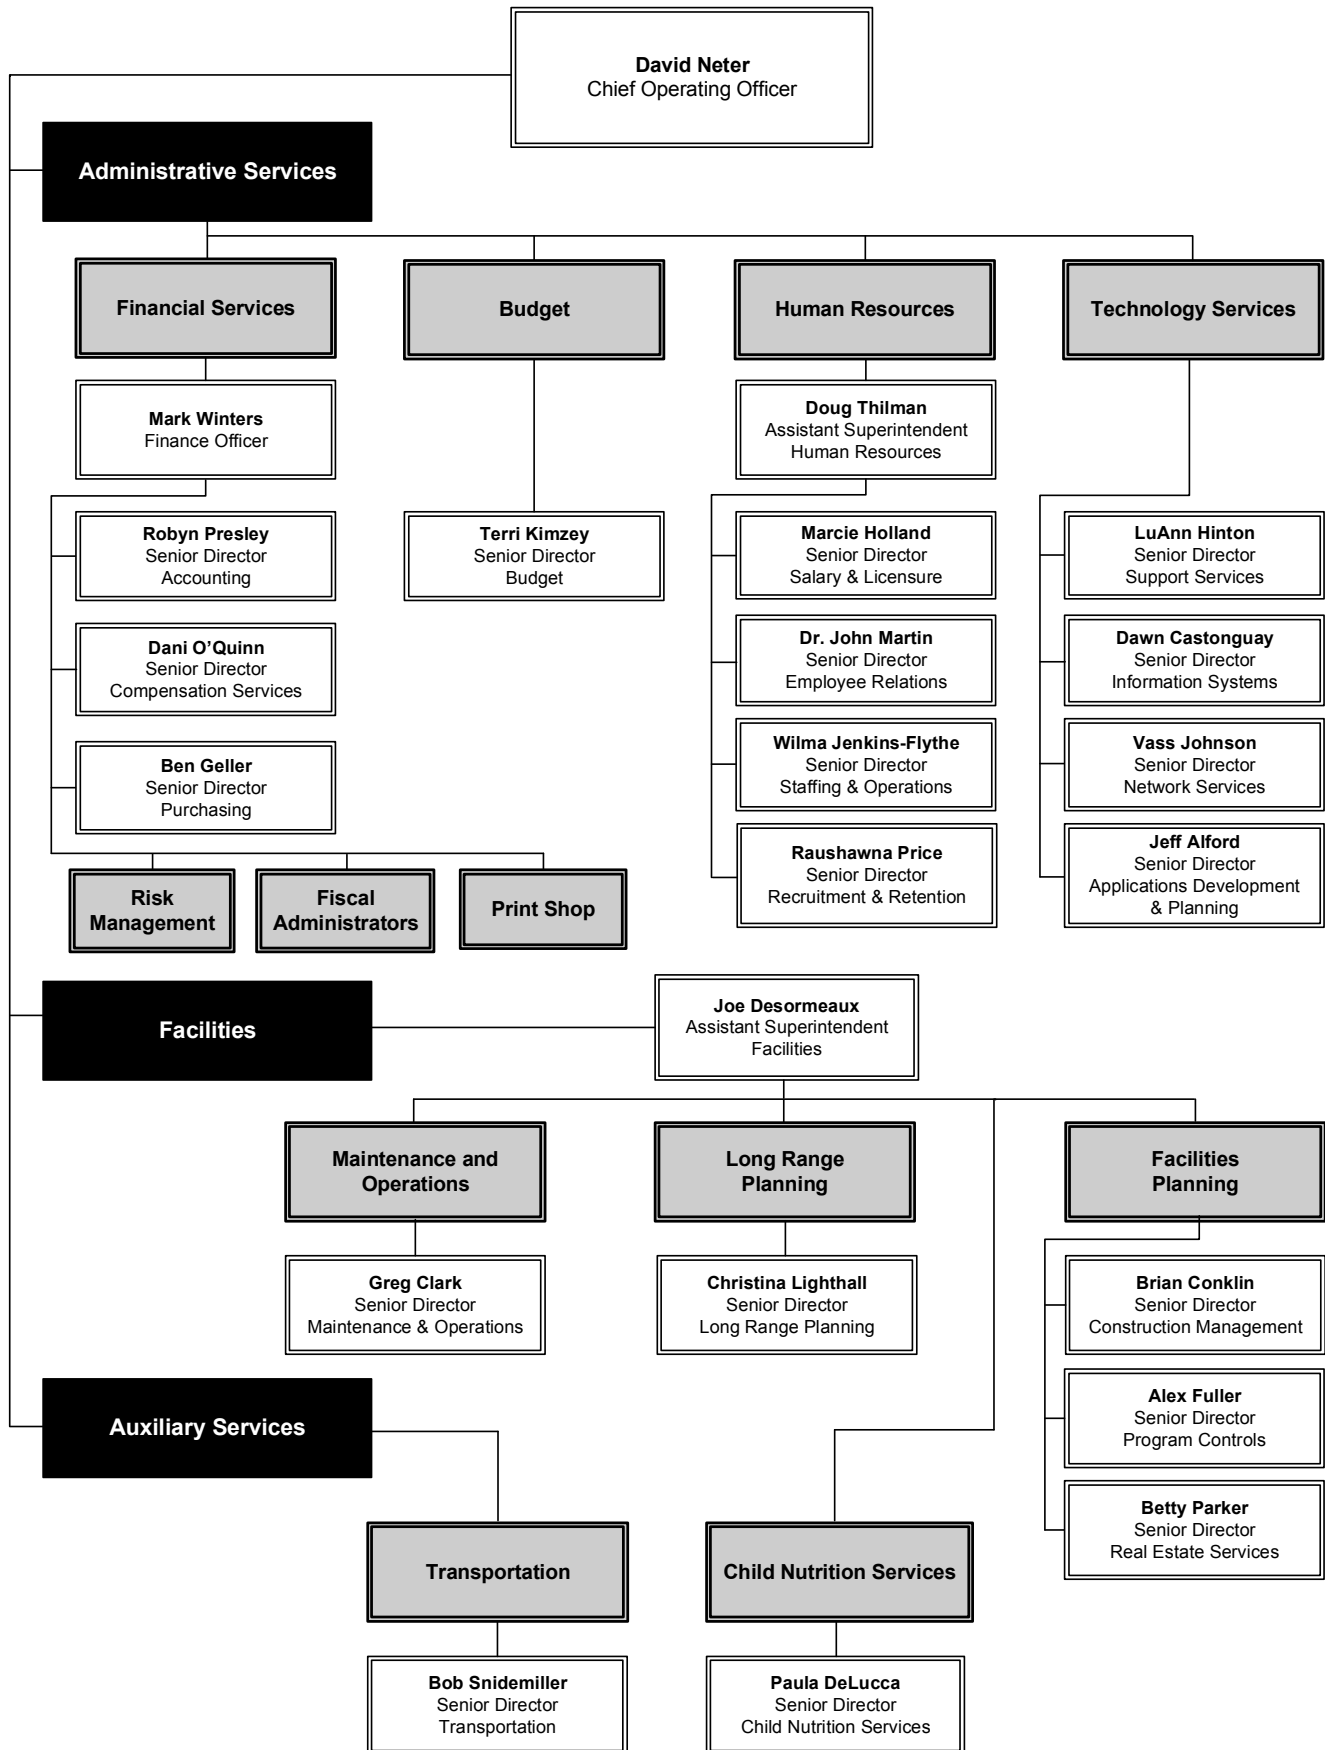 David Neter
Chief Operating Officer
Administrative Services
Financial Services
Budget
Human Resources
Technology Services
Mark Winters
Finance Officer
Doug Thilman
Assistant Superintendent
Human Resources
Robyn Presley
Senior Director
Accounting
Terri Kimzey
Senior Director
Budget
Marcie Holland
Senior Director
Salary & Licensure
LuAnn Hinton
Senior Director
Support Services
Dani O’Quinn
Senior Director
Compensation Services
Dr. John Martin
Senior Director
Employee Relations
Dawn Castonguay
Senior Director
Information Systems
Ben Geller
Senior Director
Purchasing
Wilma Jenkins-Flythe
Senior Director
Staffing & Operations
Vass Johnson
Senior Director
Network Services
Risk
Management
Fiscal
Administrators
Print Shop
Raushawna Price
Senior Director
Recruitment & Retention
Jeff Alford
Senior Director
Applications Development
& Planning
Facilities
Joe Desormeaux
Assistant Superintendent
Facilities
Maintenance and
Operations
Long Range
Planning
Facilities
Planning
Greg Clark
Senior Director
Maintenance & Operations
Christina Lighthall
Senior Director
Long Range Planning
Brian Conklin
Senior Director
Construction Management
Alex Fuller
Senior Director
Program Controls
Betty Parker
Senior Director
Real Estate Services
Auxiliary Services
Transportation
Child Nutrition Services
Bob Snidemiller
Senior Director
Transportation
Paula DeLucca
Senior Director
Child Nutrition Services